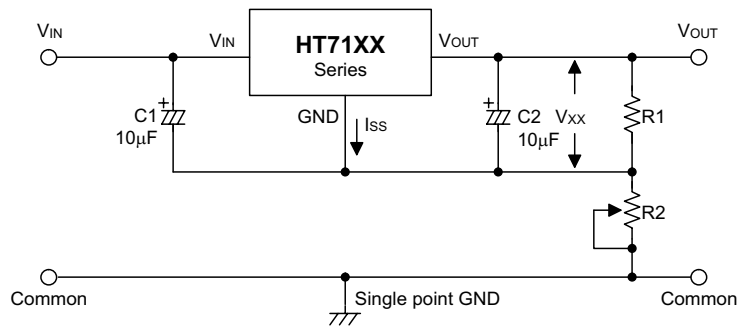 VIN
VIN
HT71XX
Series
VOUT
VOUT
C1
10μF
GND
ISS
C2
10μF
VXX
R1
R2
Common
Single point GND
Common